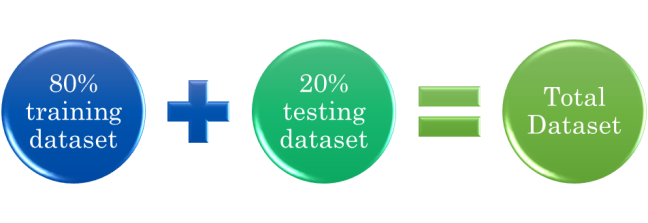 80%
training
dataset
20%
testing
dataset
Total
Dataset